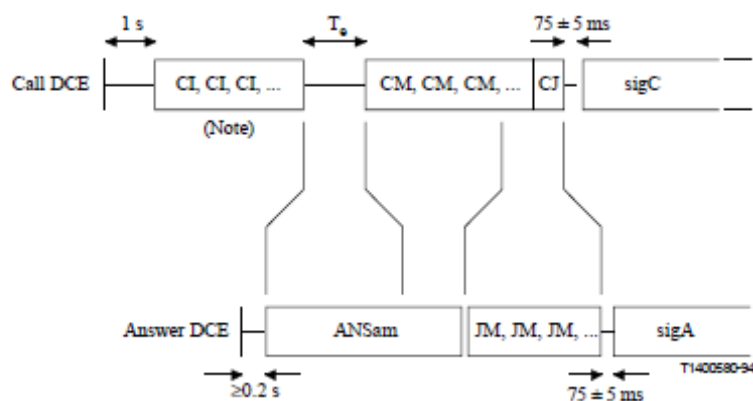 1 s
Te
75 ± 5 ms
Call DCE
CI, CI, CI, ...
CM, CM, CM, ...
CJ
sigC
(Note)
Answer DCE
ANSam
JM, JM, JM, ...
sigA
T1400580-94
≥0.2 s
75 ± 5 ms